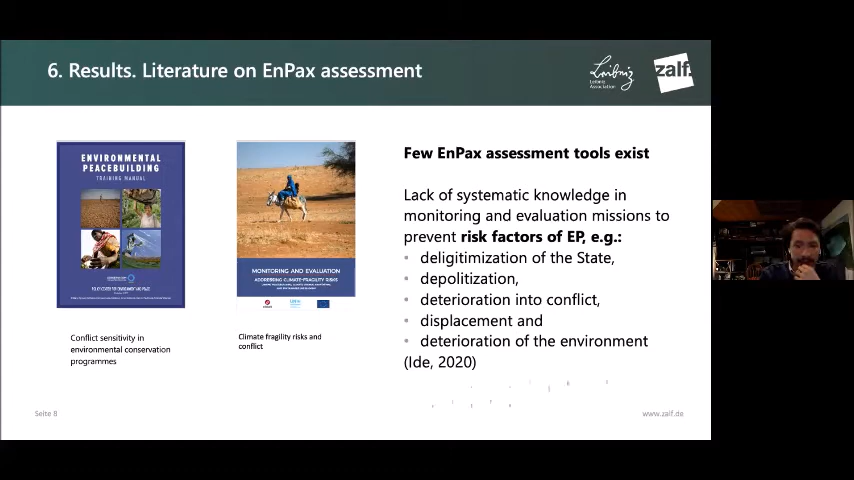 6. Results. Literature on EnPax assessment
Leibniz
Leibniz
Association
zalf.
ENVIRONMENTAL
PEACEBUILDING
TRAINING MANUAL
MONITORING AND EVALUATION
ADDRESSING CLIMATE-FRAGILITY RISKS
Conflict sensitivity in
environmental conservation
programmes
Climate fragility risks and
conflict
Few EnPax assessment tools exist
Lack of systematic knowledge in
monitoring and evaluation missions to
prevent risk factors of EP, e.g.:
• deligitimization of the State,
• depolitization,
• deterioration into conflict,
• displacement and
• deterioration of the environment
(Ide, 2020)
Seite 8
www.zalf.de